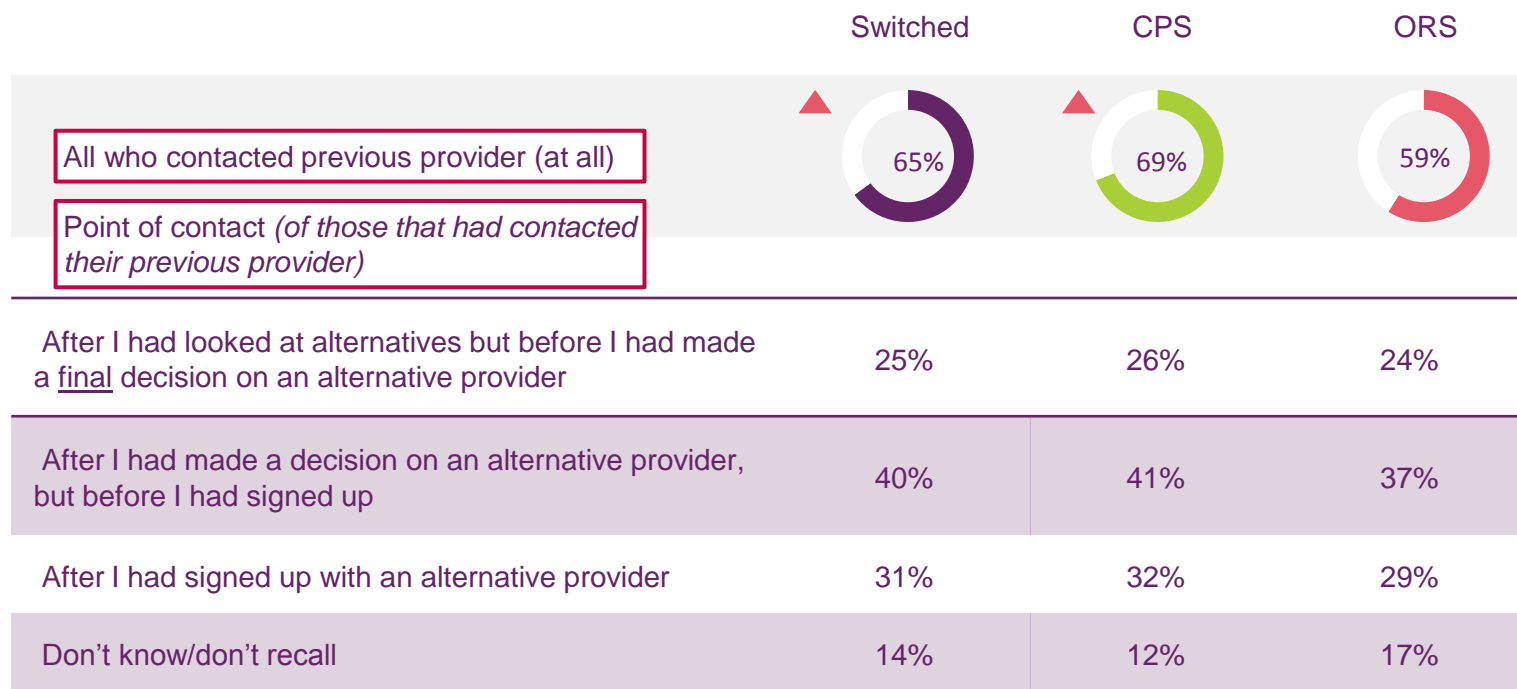 Switched CPS ORS
All who contacted previous provider (at all) 65% 69% 59%
Point of contact (of those that had contacted
their previous provider)
After I had looked at alternatives but before I had made
a final decision on an alternative provider 25% 26% 24%
After I had made a decision on an alternative provider,
but before I had signed up 40% 41% 37%
After I had signed up with an alternative provider 31% 32% 29%
Don’t know/don’t recall 14% 12% 17%